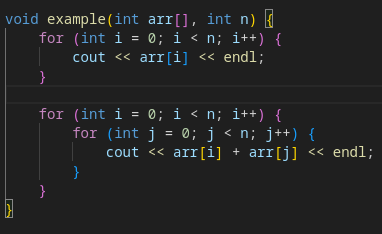 void example(int arr[], int n) {
    for (int i = 0; i < n; i++) {
        cout << arr[i] << endl;
    }

    for (int i = 0; i < n; i++) {
        for (int j = 0; j < n; j++) {
            cout << arr[i] + arr[j] << endl;
        }
    }
}